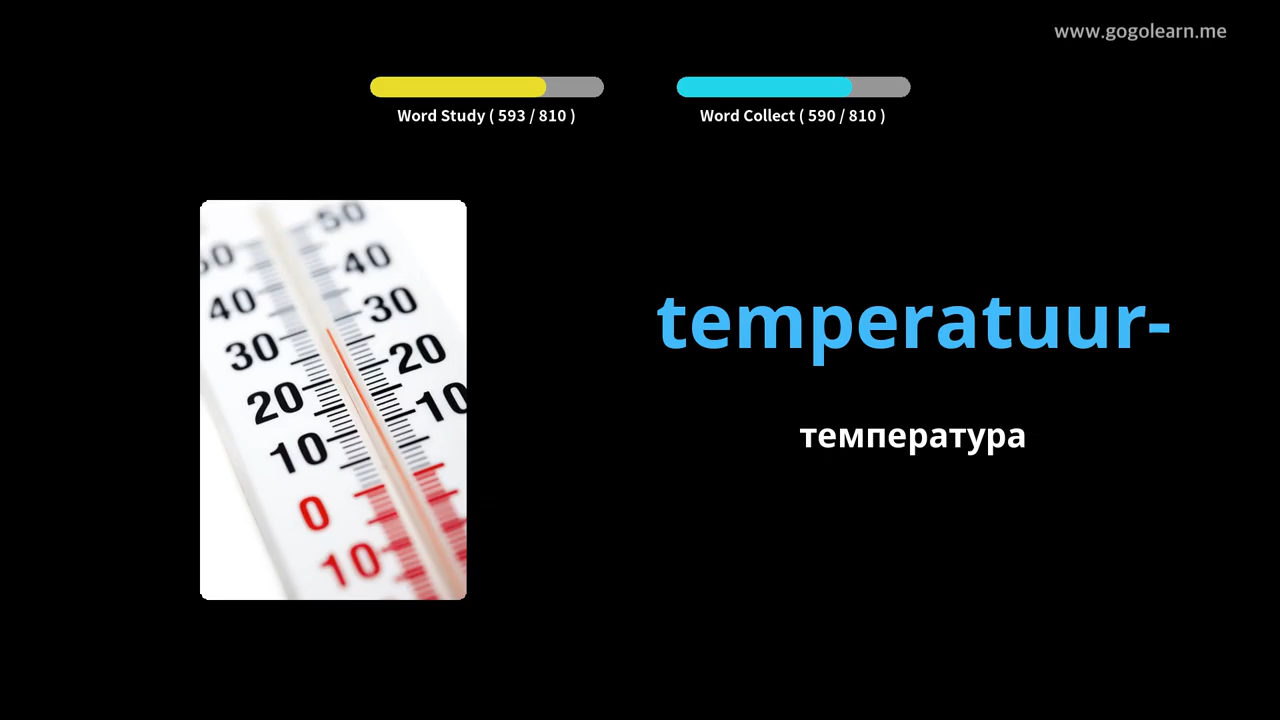 www.gogolearn.me
Word Study ( 593 / 810 )
Word Collect ( 590 / 810 )
50
50
40
40
30
30
20
20
10
10
0
10
temperatuur-
температура